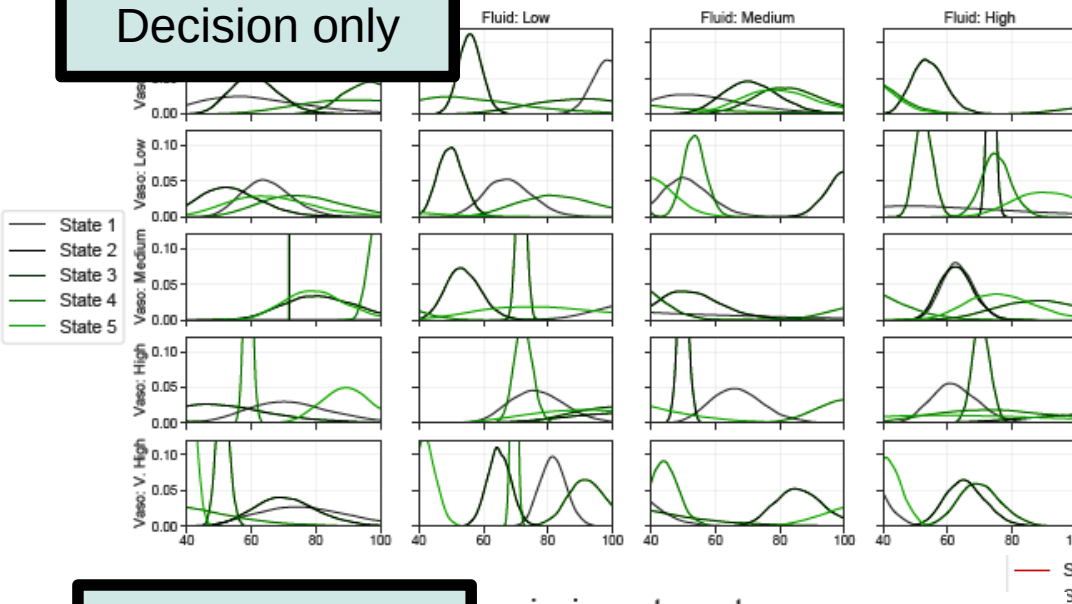 Decision only
Fluid: Low
Fluid: Medium
Fluid: High
0.00
Vaso: Low
0.10
0.05
0.00
State 1
State 2
State 3
State 4
State 5
Vaso: Medium
0.10
0.05
0.00
Vaso: High
0.10
0.05
0.00
Vaso: V. High
0.10
0.05
0.00
40 60 80 100
40 60 80 100
40 60 80 100
40 60 80